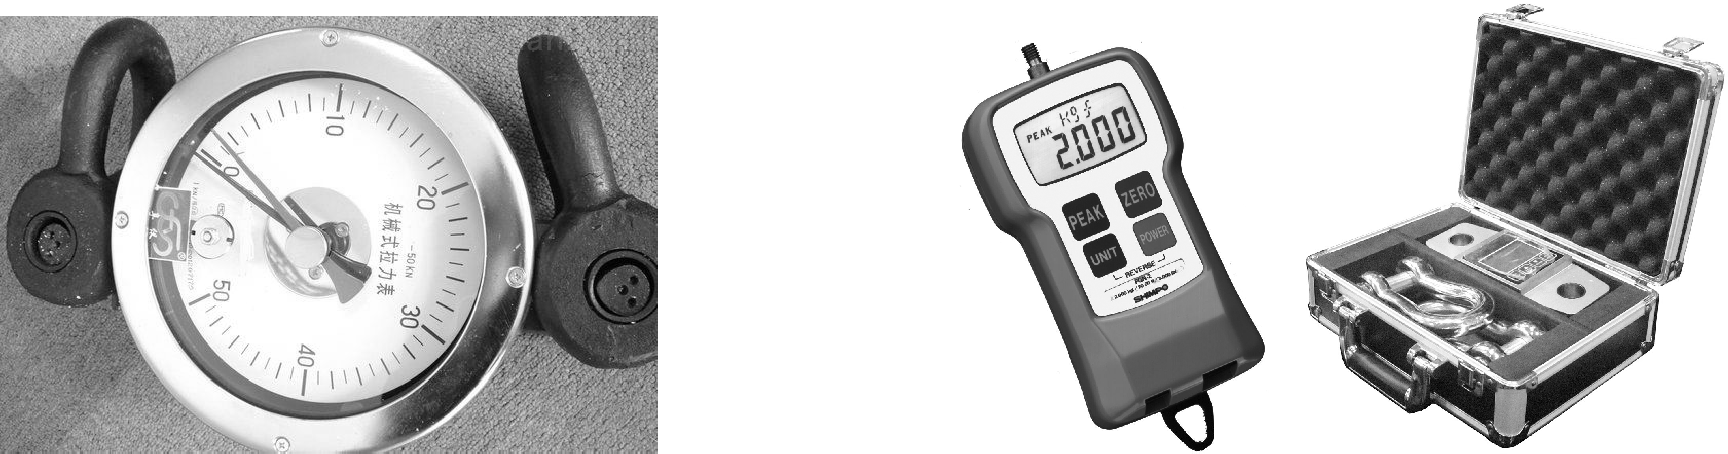 10
20
30
40
50
0
机械式拉力表
-50KN
PEAK
Kgf
2.000
PEAK
ZERO
UNIT
POWER
REVERSE
SHIMPO